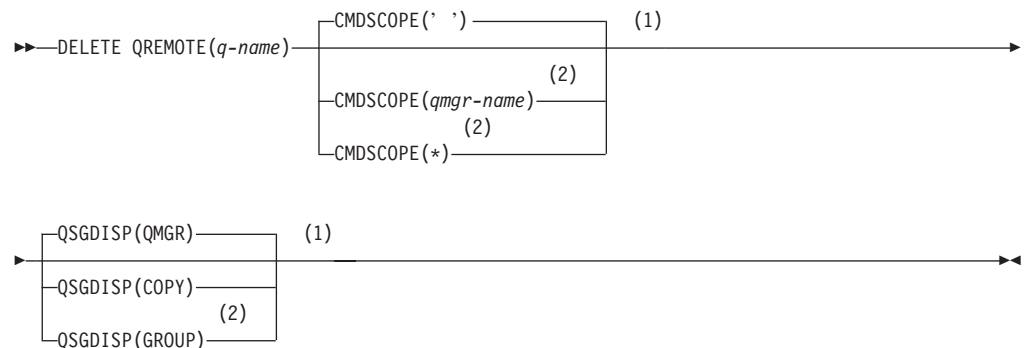 CMDSCOPE(’ ’) (1)
DELETE QREMOTE(q-name)
(2)
CMDSCOPE(qmgr-name)
(2)
CMDSCOPE(*)
QSGDISP(QMGR) (1)
QSGDISP(COPY)
(2)
QSGDISP(GROUP)